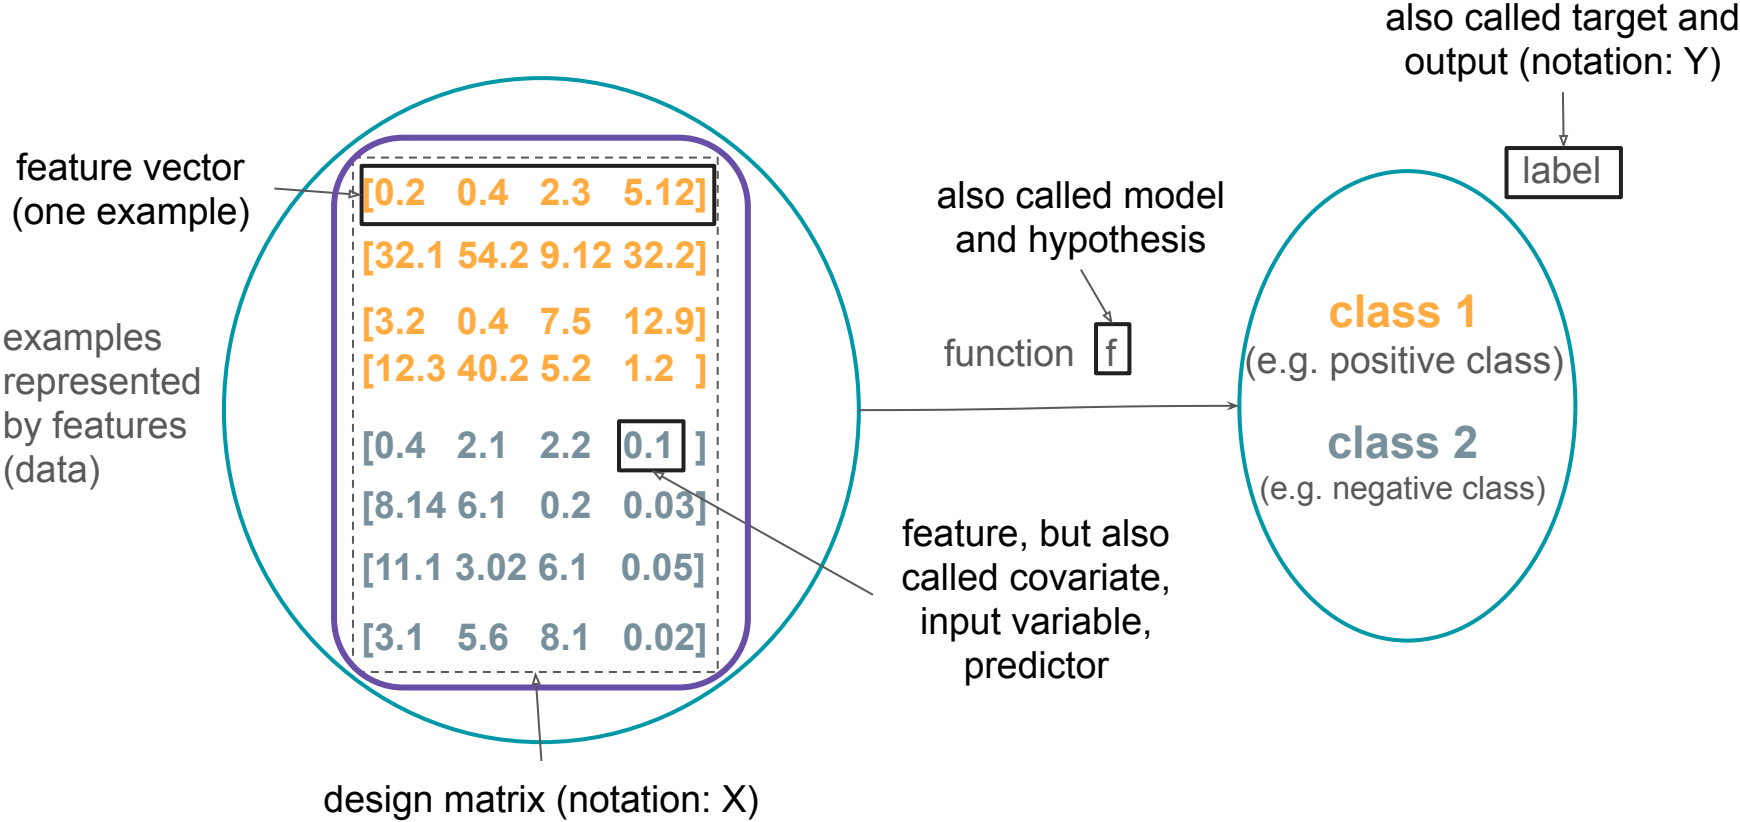 also called target and
output (notation: Y)
label
feature vector
(one example)
examples
represented
by features
(data)
[0.2 0.4 2.3 5.12]
[32.1 54.2 9.12 32.2]
[3.2 0.4 7.5 12.9]
[12.3 40.2 5.2 1.2 ]
[0.4 2.1 2.2 0.1 ]
[8.14 6.1 0.2 0.03]
[11.1 3.02 6.1 0.05]
[3.1 5.6 8.1 0.02]
design matrix (notation: X)
also called model
and hypothesis
function f
feature, but also
called covariate,
input variable,
predictor
class 1
(e.g. positive class)
class 2
(e.g. negative class)